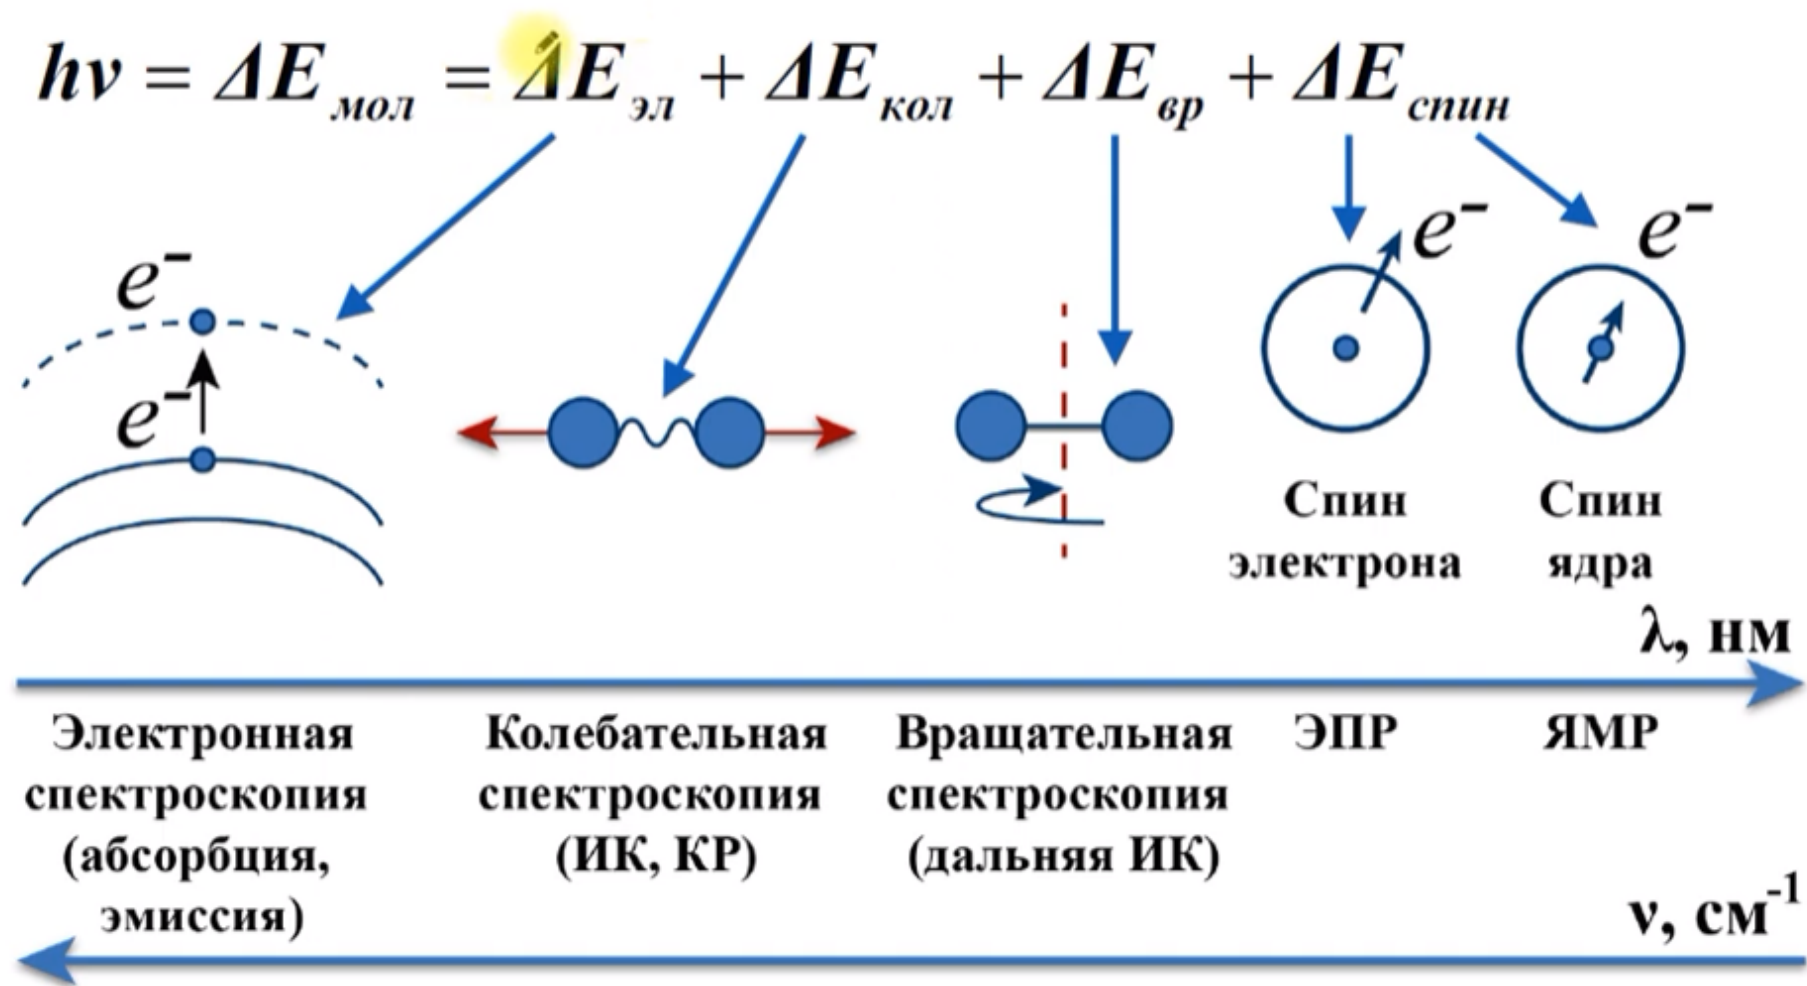 hν = ΔE мол = ΔE эл + ΔE кол + ΔE вр + ΔE спин
e⁻
e⁻
e⁻
e⁻
Спин
электрона
Спин
ядра
λ, нм
Электронная
спектроскопия
(абсорбция,
эмиссия)
Колебательная
спектроскопия
(ИК, КР)
Вращательная
спектроскопия
(дальняя ИК)
ЭПР
ЯМР
ν, см⁻¹